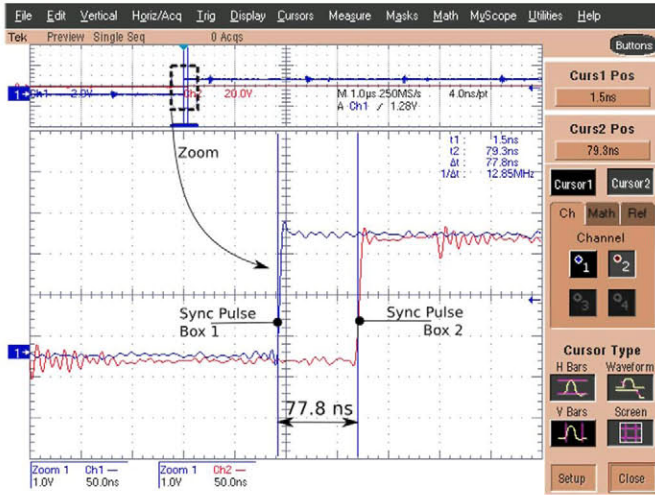 File Edit Vertical Horiz/Acq Trig Display Cursors Measure Masks Math MyScope Utilities Help
Tek Preview Single Seq 0 Acqs
Buttons
Curs1 Pos
1.5ns
Curs2 Pos
79.3ns
Cursor1 Cursor2
Ch Math Ref
Channel
1 2
3 4
Cursor Type
H Bars Waveform
V Bars Screen
Setup Close
1 Ch1 2.0V 20.0V
M 1.0µs 250MS/s 4.0ns/pt
A Ch1 / 1.28V
t1: 1.5ns
t2: 79.3ns
Δt: 77.8ns
1/Δt: 12.85MHz
Zoom
Sync Pulse
Box 1
Sync Pulse
Box 2
1
77.8 ns
Zoom 1 Ch1
1.0V 50.0ns
Zoom 1 Ch2
1.0V 50.0ns